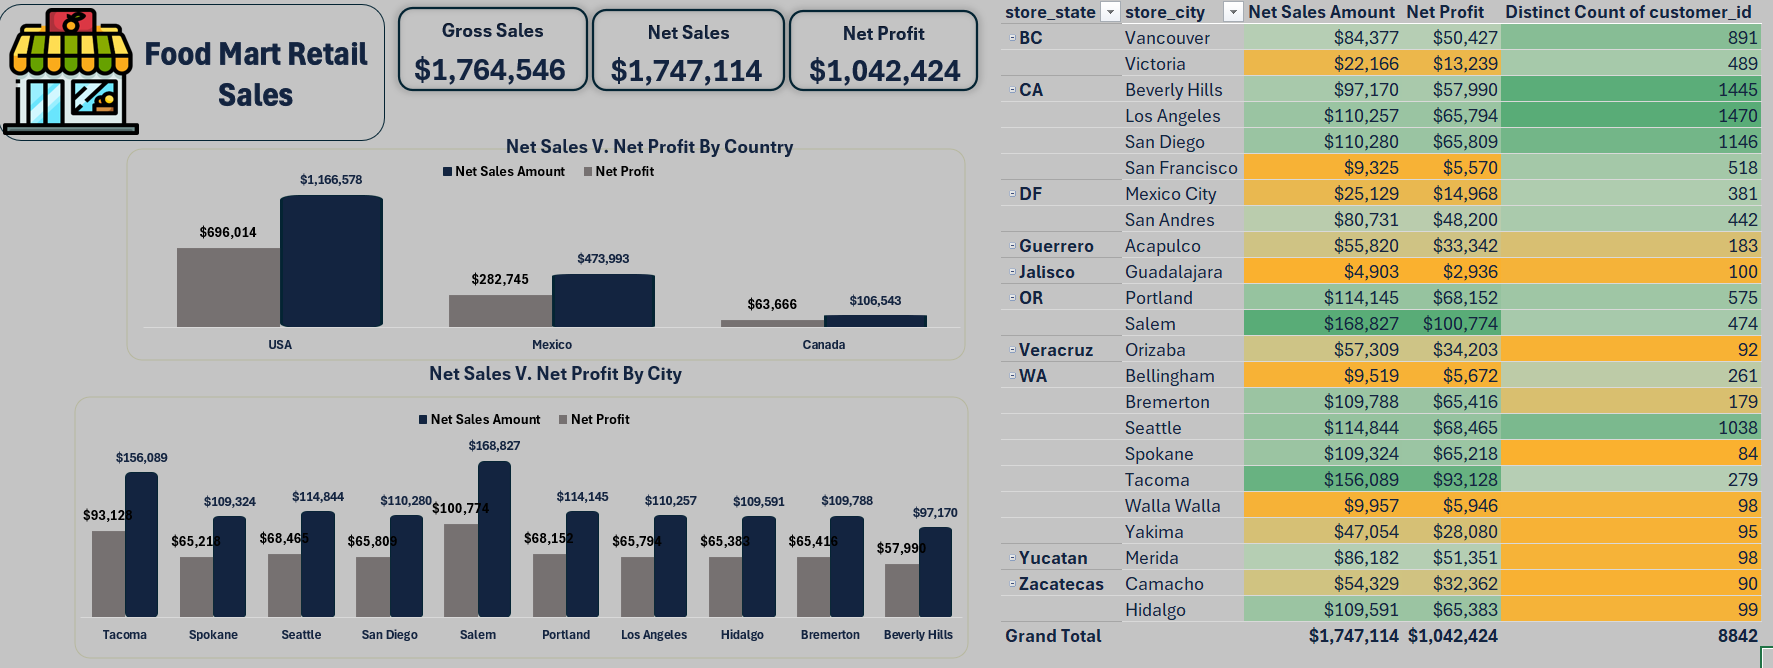 Food Mart Retail
Sales
Gross Sales
$1,764,546
Net Sales
$1,747,114
Net Profit
$1,042,424
Net Sales V. Net Profit By Country
Net Sales Amount Net Profit
$696,014 $1,166,578
$282,745 $473,993
$63,666 $106,543
USA Mexico Canada
Net Sales V. Net Profit By City
Net Sales Amount Net Profit
$93,128 $156,089
$65,218 $109,324
$68,465 $114,844
$65,809 $110,280
$100,774 $168,827
$68,152 $114,145
$65,794 $110,257
$65,383 $109,591
$65,416 $109,788
$57,990 $97,170
Tacoma Spokane Seattle San Diego Salem Portland Los Angeles Hidalgo Bremerton Beverly Hills
store_state store_city Net Sales Amount Net Profit Distinct Count of customer_id
BC Vancouver $84,377 $50,427 891
Victoria $22,166 $13,239 489
CA Beverly Hills $97,170 $57,990 1445
Los Angeles $110,257 $65,794 1470
San Diego $110,280 $65,809 1146
San Francisco $9,325 $5,570 518
DF Mexico City $25,129 $14,968 381
San Andres $80,731 $48,200 442
Guerrero Acapulco $55,820 $33,342 183
Jalisco Guadalajara $4,903 $2,936 100
OR Portland $114,145 $68,152 575
Salem $168,827 $100,774 474
Veracruz Orizaba $57,309 $34,203 92
WA Bellingham $9,519 $5,672 261
Bremerton $109,788 $65,416 179
Seattle $114,844 $68,465 1038
Spokane $109,324 $65,218 84
Tacoma $156,089 $93,128 279
Walla Walla $9,957 $5,946 98
Yakima $47,054 $28,080 95
Yucatan Merida $86,182 $51,351 98
Zacatecas Camacho $54,329 $32,362 90
Hidalgo $109,591 $65,383 99
Grand Total $1,747,114 $1,042,424 8842